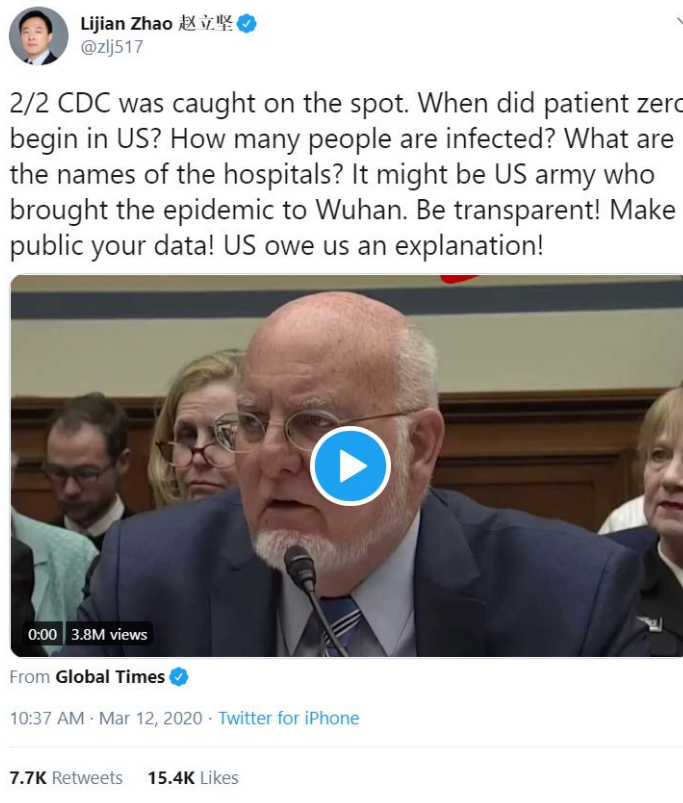 Lijian Zhao 赵立坚
@zlj517
2/2 CDC was caught on the spot. When did patient zero
begin in US? How many people are infected? What are
the names of the hospitals? It might be US army who
brought the epidemic to Wuhan. Be transparent! Make
public your data! US owe us an explanation!
0:00 3.8M views
From Global Times
10:37 AM · Mar 12, 2020 · Twitter for iPhone
7.7K Retweets 15.4K Likes